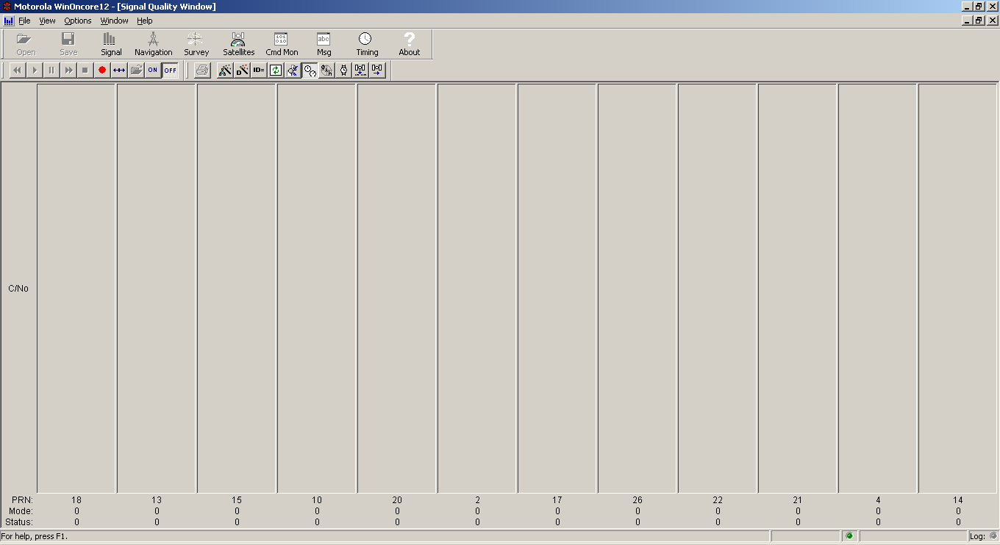 Motorola WinOncore12 - [Signal Quality Window]
File View Options Window Help
Open Save Signal Navigation Survey Satellites Cmd Mon Msg Timing About
ON OFF ID=
C/No
PRN: 18 13 15 10 20 2 17 26 22 21 4 14
Mode: 0 0 0 0 0 0 0 0 0 0 0 0
Status: 0 0 0 0 0 0 0 0 0 0 0 0
For help, press F1. Log: